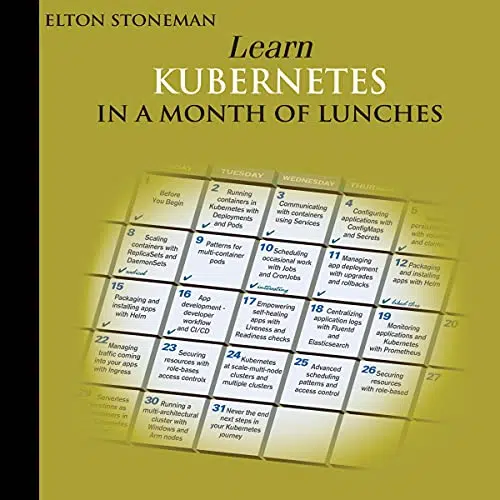 ELTON STONEMAN
Learn
KUBERNETES
IN A MONTH OF LUNCHES
TUESDAY
WEDNESDAY
1
Before
You Begin
2 Running
containers in
Kubernetes with
Deployments
and Pods
3
Communicating
with containers
using Services
4
Configuring
applications with
ConfigMaps
and Secrets
5
8
Scaling
containers with
ReplicaSets and
DaemonSets
9
Patterns for
multi-container
pods
10 Scheduling
occasional work
with Jobs
and CronJobs
interesting
11 Managing
app deployment
with upgrades
and rollbacks
12 Packaging
and installing
apps with
Helm
15
Packaging and
installing apps
with Helm
16 App
development -
developer
workflow
and CI/CD
17 Empowering
self-healing
apps with
Liveness and
Readiness checks
18 Centralizing
application logs
with Fluentd
and
Elasticsearch
19
Monitoring
applications and
Kubernetes
with Prometheus
20
22
Managing
traffic coming
into your apps
with Ingress
23 Securing
resources with
role-based
access controls
24 Kubernetes
at scale-multi-node
clusters and
multiple clusters
25 Advanced
scheduling
patterns and
access control
26 Securing
resources
with role-based
27
29
Serverless
30 Running a
multi-architectural
cluster with
Windows and
Arm nodes
31 Never the end
next steps in
your Kubernetes
journey